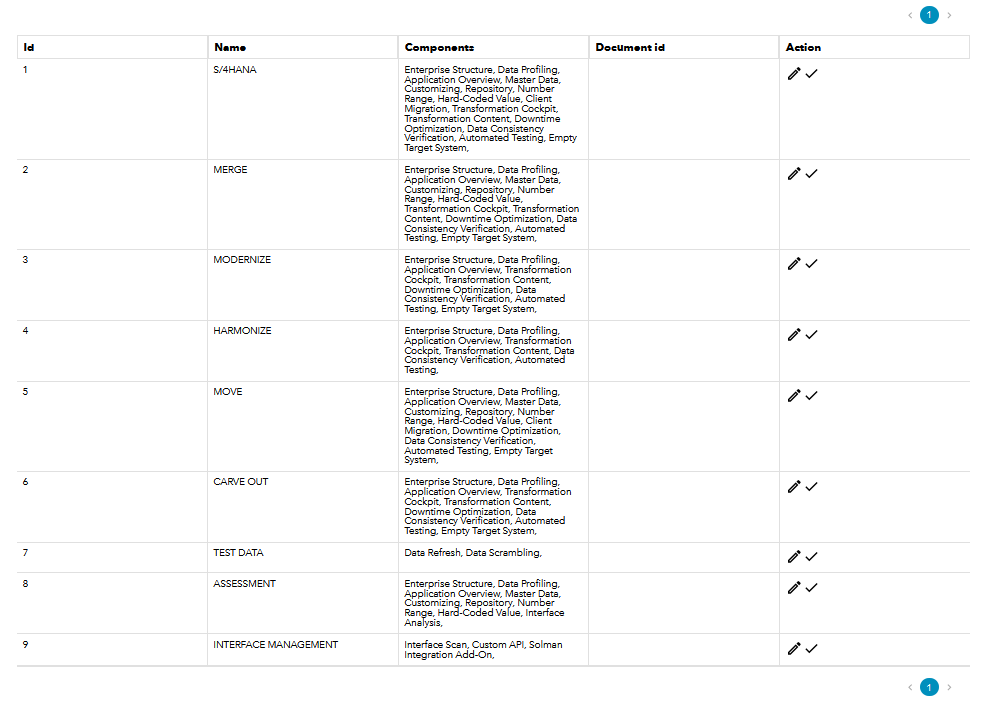 1
Id Name Components Document id Action
1 S/4HANA Enterprise Structure, Data Profiling,
Application Overview, Master Data,
Customizing, Repository, Number
Range, Hard-Coded Value, Client
Migration, Transformation Cockpit,
Transformation Content, Downtime
Optimization, Data Consistency
Verification, Automated Testing, Empty
Target System,
2 MERGE Enterprise Structure, Data Profiling,
Application Overview, Master Data,
Customizing, Repository, Number
Range, Hard-Coded Value,
Transformation Cockpit, Transformation
Content, Downtime Optimization, Data
Consistency Verification, Automated
Testing, Empty Target System,
3 MODERNIZE Enterprise Structure, Data Profiling,
Application Overview, Transformation
Cockpit, Transformation Content,
Downtime Optimization, Data
Consistency Verification, Automated
Testing, Empty Target System,
4 HARMONIZE Enterprise Structure, Data Profiling,
Application Overview, Transformation
Cockpit, Transformation Content, Data
Consistency Verification, Automated
Testing,
5 MOVE Enterprise Structure, Data Profiling,
Application Overview, Master Data,
Customizing, Repository, Number
Range, Hard-Coded Value, Client
Migration, Downtime Optimization,
Data Consistency Verification,
Automated Testing, Empty Target
System,
6 CARVE OUT Enterprise Structure, Data Profiling,
Application Overview, Transformation
Cockpit, Transformation Content,
Downtime Optimization, Data
Consistency Verification, Automated
Testing, Empty Target System,
7 TEST DATA Data Refresh, Data Scrambling,
8 ASSESSMENT Enterprise Structure, Data Profiling,
Application Overview, Master Data,
Customizing, Repository, Number
Range, Hard-Coded Value, Interface
Analysis,
9 INTERFACE MANAGEMENT Interface Scan, Custom API, Solman
Integration Add-On,
1